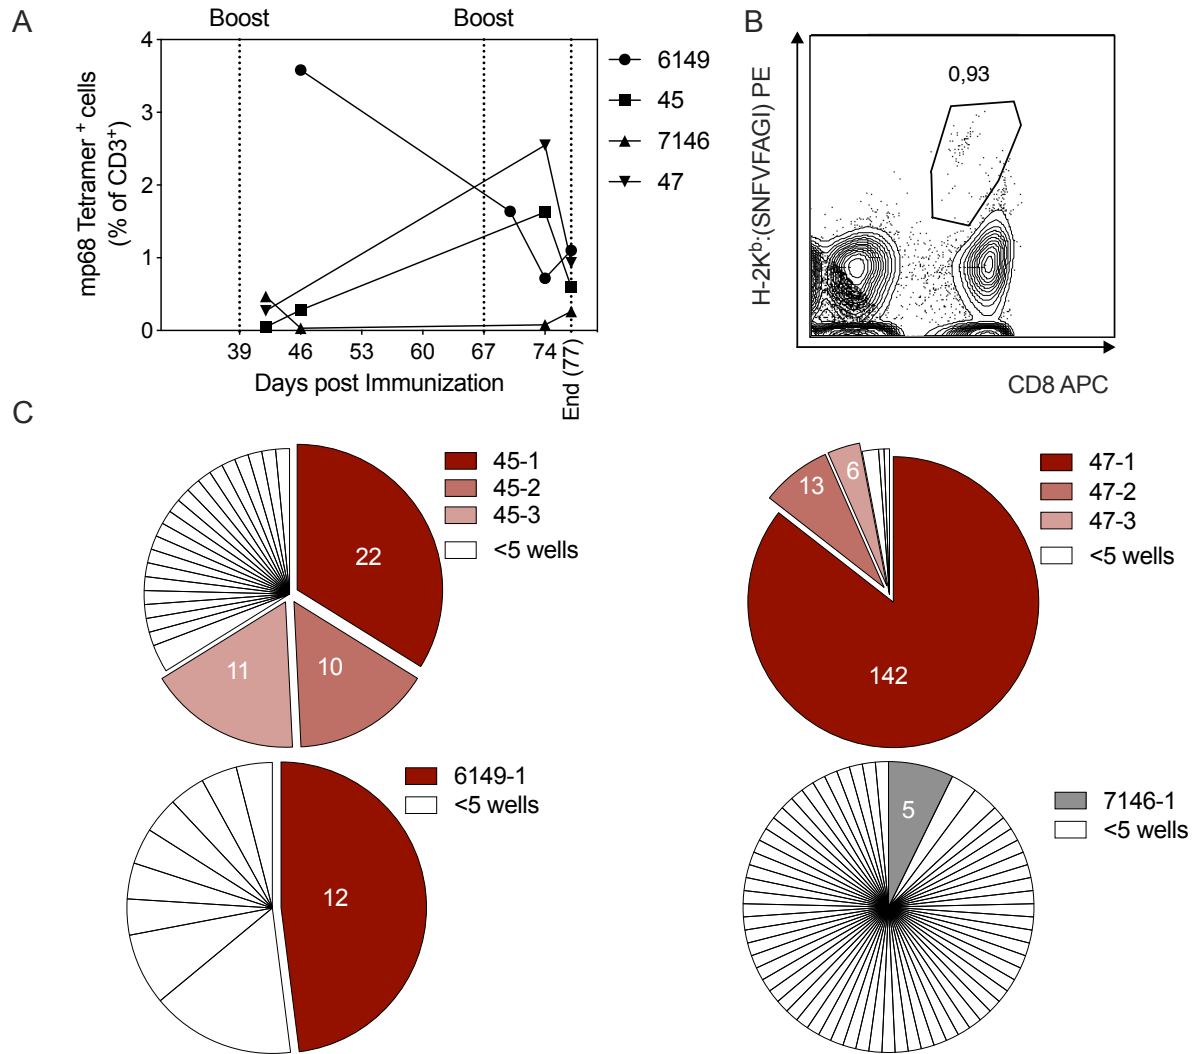 A
Boost
Boost
mp68 Tetramer + cells
(% of CD3+)
4
3
2
1
0
39
46
53
60
67
74
End (77)
Days post Immunization
6149
45
7146
47
B
H-2Kb:(SNFVFAGI) PE
0,93
CD8 APC
C
22
11
10
45-1
45-2
45-3
<5 wells
13
6
142
47-1
47-2
47-3
<5 wells
12
6149-1
<5 wells
5
7146-1
<5 wells